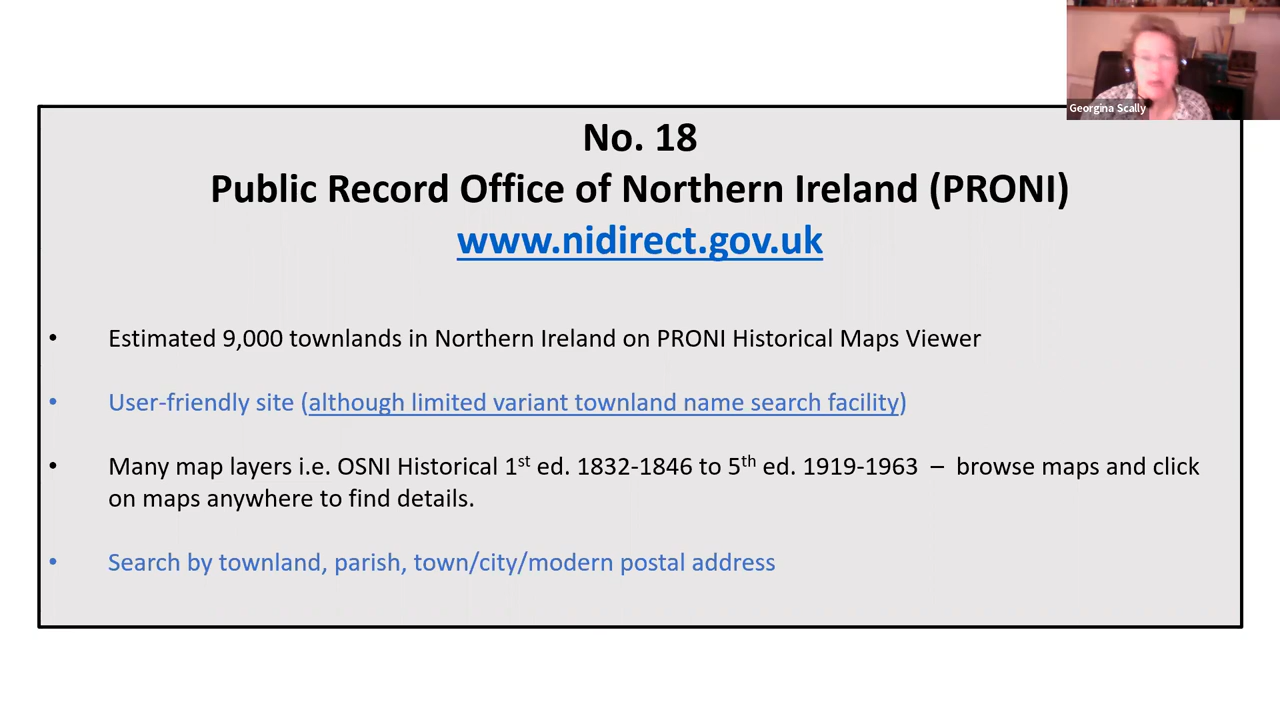 Georgina Scally
No. 18
Public Record Office of Northern Ireland (PRONI)
www.nidirect.gov.uk
• Estimated 9,000 townlands in Northern Ireland on PRONI Historical Maps Viewer
• User-friendly site (although limited variant townland name search facility)
• Many map layers i.e. OSNI Historical 1st ed. 1832-1846 to 5th ed. 1919-1963 – browse maps and click
on maps anywhere to find details.
• Search by townland, parish, town/city/modern postal address